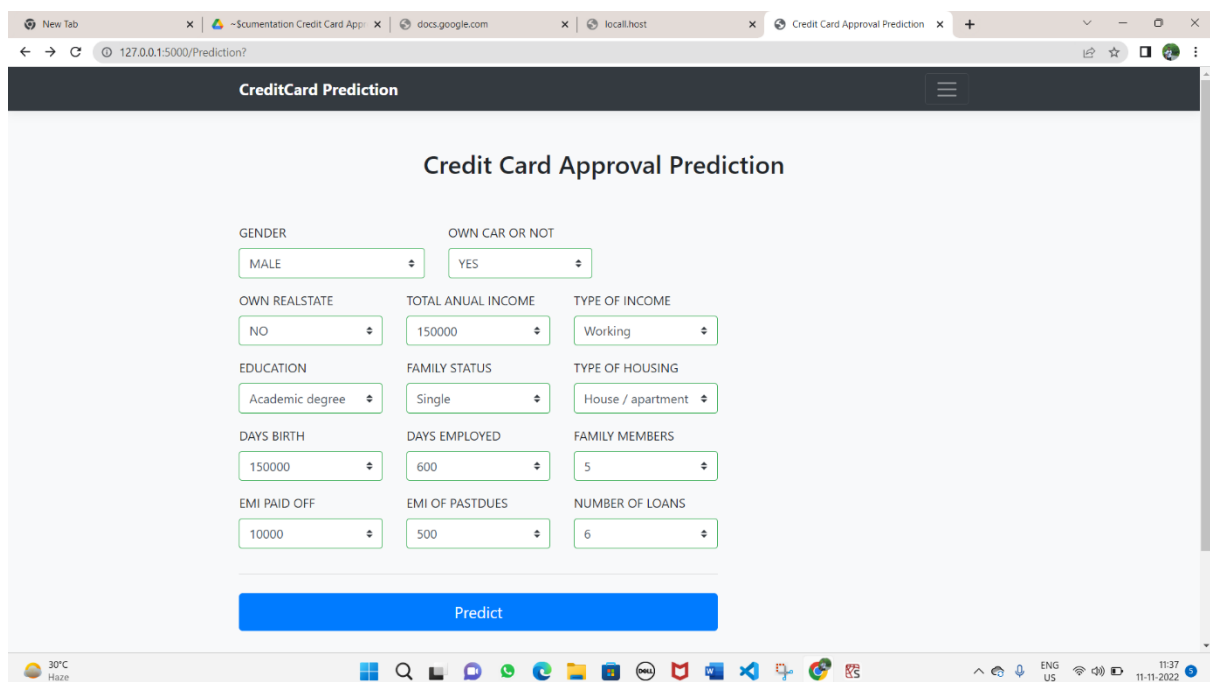 New Tab
~$cumentation Credit Card Appr
docs.google.com
locall.host
Credit Card Approval Prediction
127.0.0.1:5000/Prediction?
CreditCard Prediction
Credit Card Approval Prediction
GENDER OWN CAR OR NOT
MALE YES
OWN REALSTATE TOTAL ANUAL INCOME TYPE OF INCOME
NO 150000 Working
EDUCATION FAMILY STATUS TYPE OF HOUSING
Academic degree Single House / apartment
DAYS BIRTH DAYS EMPLOYED FAMILY MEMBERS
150000 600 5
EMI PAID OFF EMI OF PASTDUES NUMBER OF LOANS
10000 500 6
Predict
30°C
Haze
DELL
ENG
US
11:37
11-11-2022
5